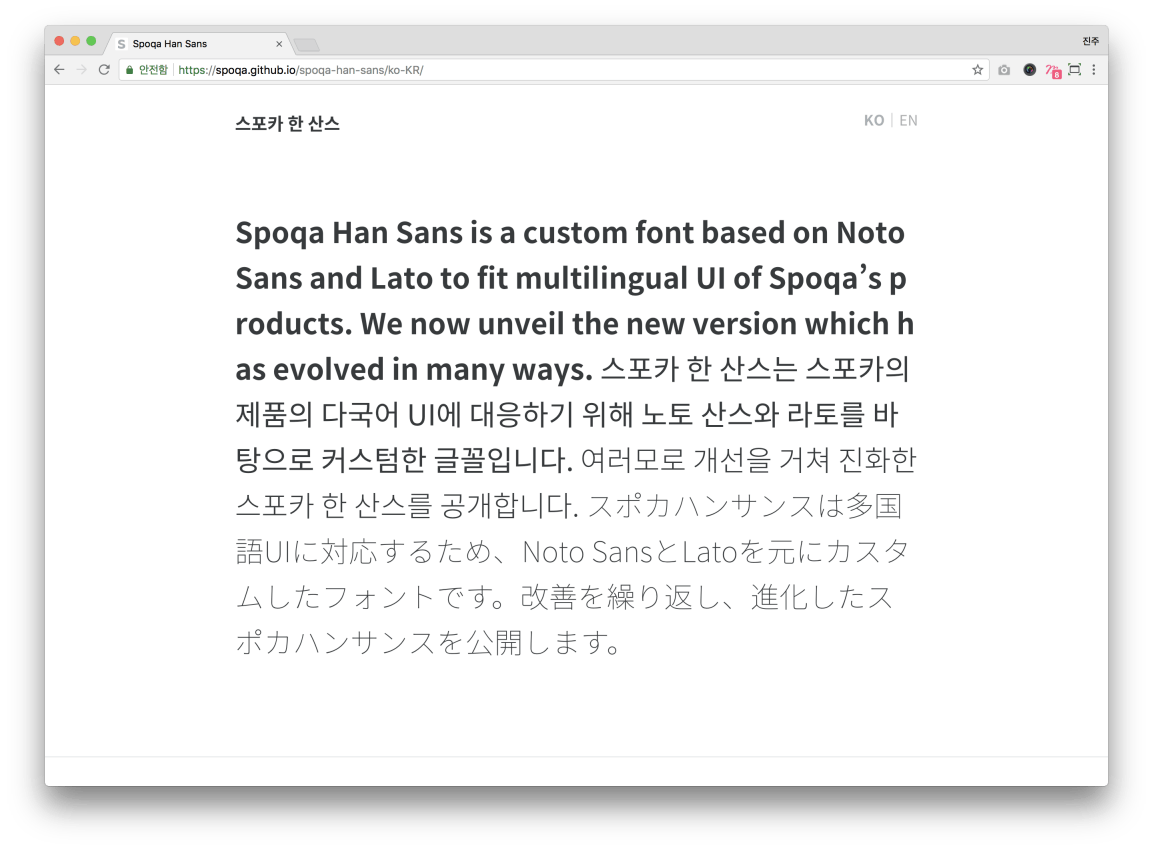 Spoqa Han Sans
진주
안전함 https://spoqa.github.io/spoqa-han-sans/ko-KR/
8
스포카 한 산스
KO | EN
Spoqa Han Sans is a custom font based on Noto
Sans and Lato to fit multilingual UI of Spoqa’s p
roducts. We now unveil the new version which h
as evolved in many ways. 스포카 한 산스는 스포카의
제품의 다국어 UI에 대응하기 위해 노토 산스와 라토를 바
탕으로 커스텀한 글꼴입니다. 여러모로 개선을 거쳐 진화한
스포카 한 산스를 공개합니다. スポカハンサンスは多国
語UIに対応するため、Noto SansとLatoを元にカスタ
ムしたフォントです。改善を繰り返し、進化したス
ポカハンサンスを公開します。